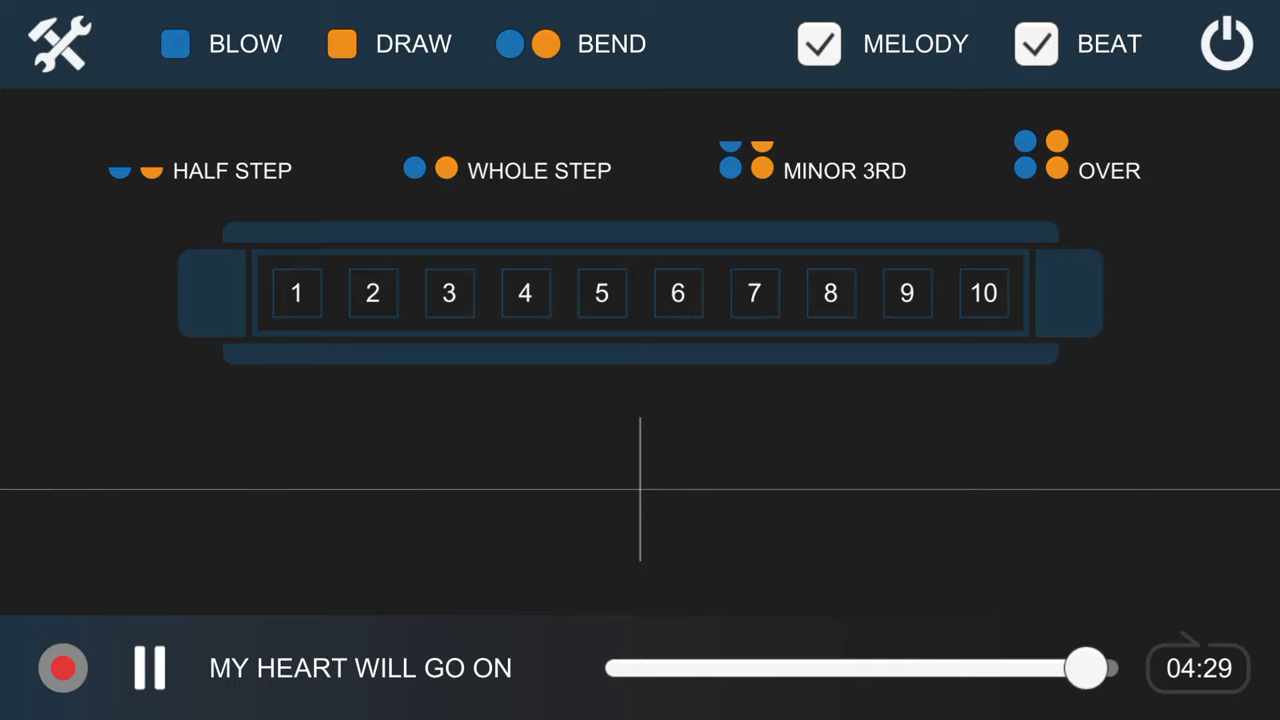 BLOW DRAW BEND MELODY BEAT
HALF STEP WHOLE STEP MINOR 3RD OVER
1 2 3 4 5 6 7 8 9 10
MY HEART WILL GO ON 04:29